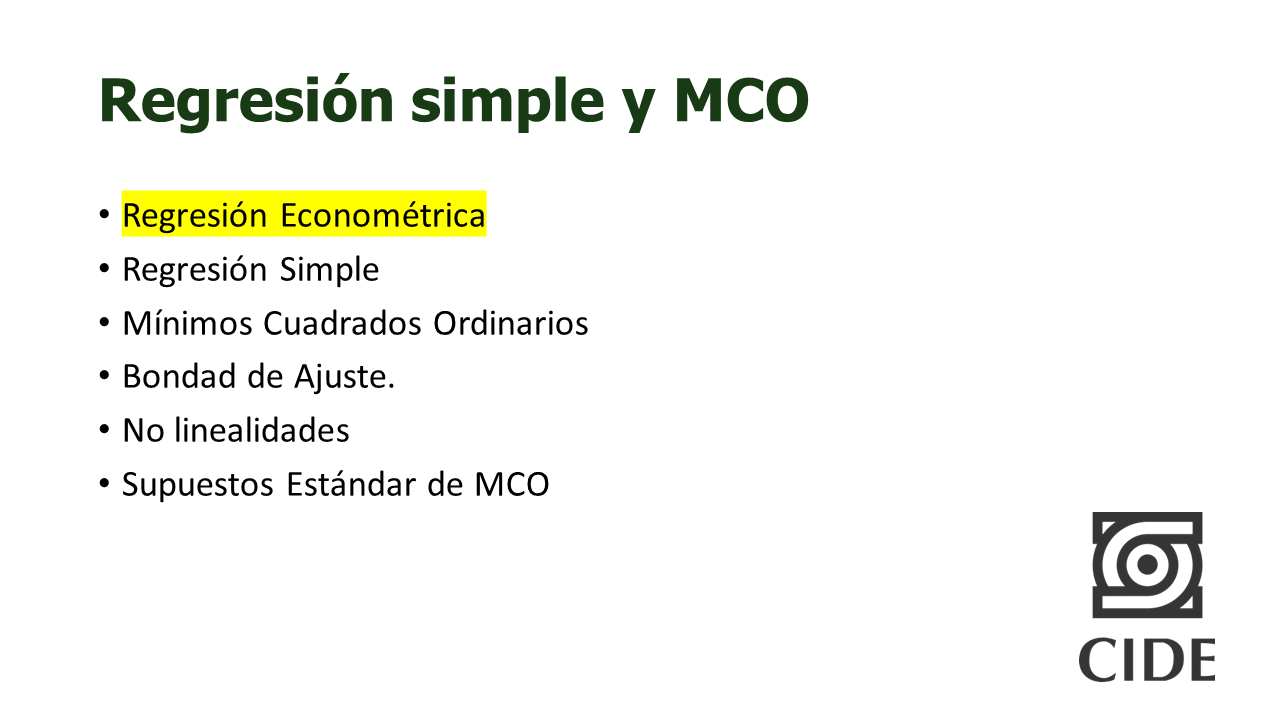 Regresión simple y MCO
• Regresión Econométrica
• Regresión Simple
• Mínimos Cuadrados Ordinarios
• Bondad de Ajuste.
• No linealidades
• Supuestos Estándar de MCO
CIDE